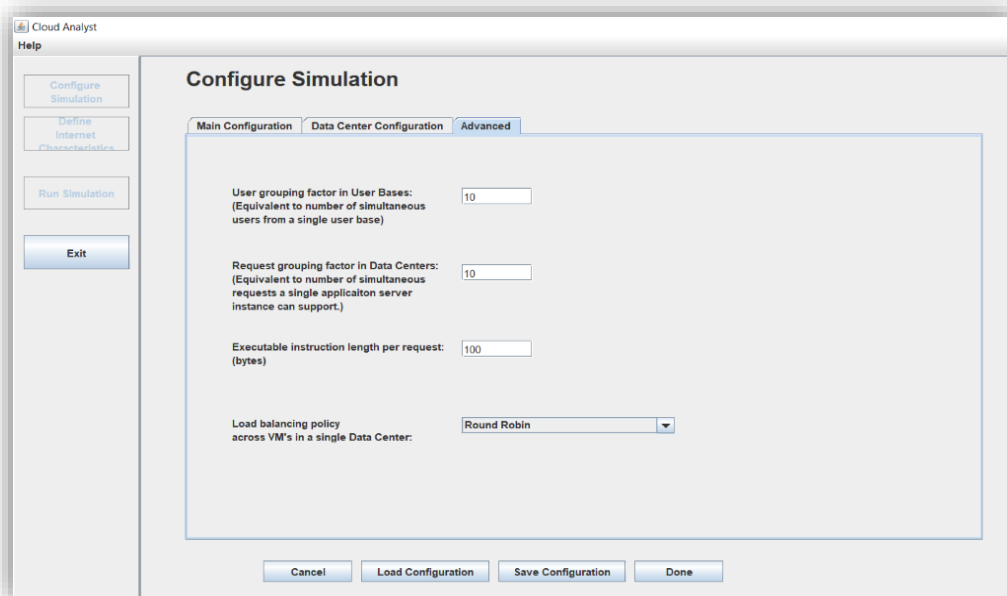 Cloud Analyst
Help
Configure
Simulation
Define
Internet
Characteristics
Run Simulation
Exit
Configure Simulation
Main Configuration
Data Center Configuration
Advanced
User grouping factor in User Bases:
(Equivalent to number of simultaneous
users from a single user base)
10
Request grouping factor in Data Centers:
(Equivalent to number of simultaneous
requests a single applicaiton server
instance can support.)
10
Executable instruction length per request:
(bytes)
100
Load balancing policy
across VM's in a single Data Center:
Round Robin
Cancel
Load Configuration
Save Configuration
Done